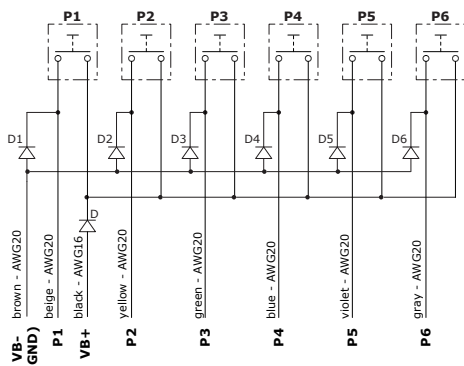 P1 P2 P3 P4 P5 P6
D1 D2 D3 D4 D5 D6
D
brown - AWG20
beige - AWG20
black - AWG16
yellow - AWG20
green - AWG20
blue - AWG20
violet - AWG20
gray - AWG20
VB-
GND)
P1
VB+
P2
P3
P4
P5
P6